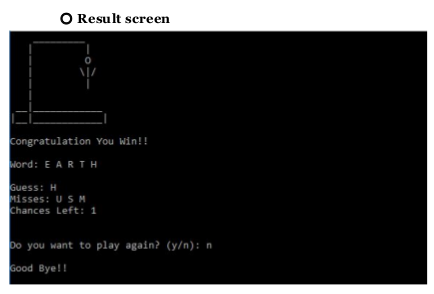 Result screen
Congratulation You Win!!
Word: E A R T H
Guess: H
Misses: U S M
Chances Left: 1
Do you want to play again? (y/n): n
Good Bye!!